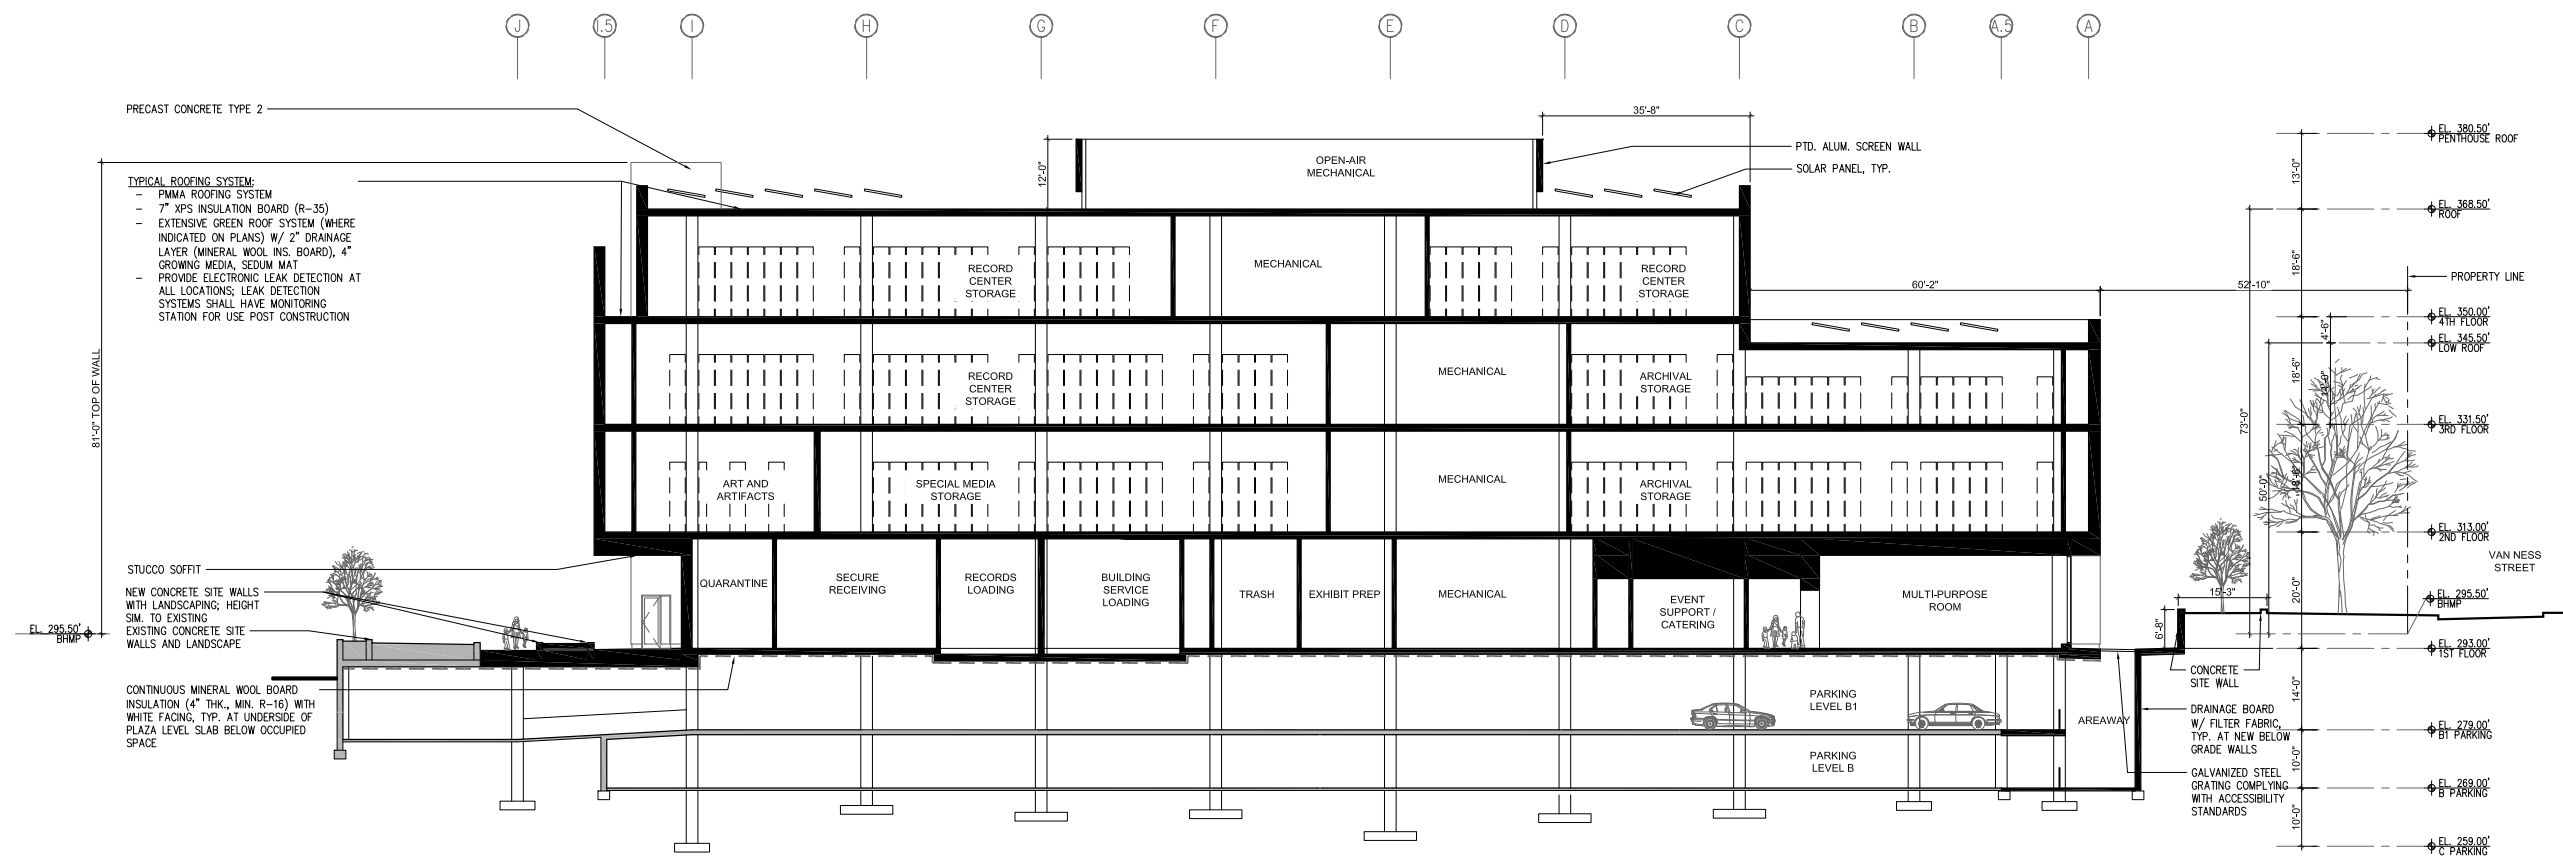 J
I.5
I
H
G
F
E
D
C
B
A.5
A
PRECAST CONCRETE TYPE 2
TYPICAL ROOFING SYSTEM:
- PMMA ROOFING SYSTEM
- 7" XPS INSULATION BOARD (R-35)
- EXTENSIVE GREEN ROOF SYSTEM (WHERE
INDICATED ON PLANS) W/ 2" DRAINAGE
LAYER (MINERAL WOOL INS. BOARD), 4"
GROWING MEDIA, SEDUM MAT
- PROVIDE ELECTRONIC LEAK DETECTION AT
ALL LOCATIONS; LEAK DETECTION
SYSTEMS SHALL HAVE MONITORING
STATION FOR USE POST CONSTRUCTION
81'-0" TOP OF WALL
STUCCO SOFFIT
NEW CONCRETE SITE WALLS
WITH LANDSCAPING; HEIGHT
SIM. TO EXISTING
EXISTING CONCRETE SITE
WALLS AND LANDSCAPE
EL. 295.50'
BHMP
CONTINUOUS MINERAL WOOL BOARD
INSULATION (4" THK., MIN. R-16) WITH
WHITE FACING, TYP. AT UNDERSIDE OF
PLAZA LEVEL SLAB BELOW OCCUPIED
SPACE
12'-0"
OPEN-AIR
MECHANICAL
35'-8"
PTD. ALUM. SCREEN WALL
SOLAR PANEL, TYP.
RECORD
CENTER
STORAGE
MECHANICAL
RECORD
CENTER
STORAGE
60'-2"
52'-10"
PROPERTY LINE
RECORD
CENTER
STORAGE
MECHANICAL
ARCHIVAL
STORAGE
ART AND
ARTIFACTS
SPECIAL MEDIA
STORAGE
MECHANICAL
ARCHIVAL
STORAGE
QUARANTINE
SECURE
RECEIVING
RECORDS
LOADING
BUILDING
SERVICE
LOADING
TRASH
EXHIBIT PREP
MECHANICAL
EVENT
SUPPORT /
CATERING
MULTI-PURPOSE
ROOM
PARKING
LEVEL B1
PARKING
LEVEL B
AREAWAY
6'-8"
15'-3"
VAN NESS
STREET
CONCRETE
SITE WALL
DRAINAGE BOARD
W/ FILTER FABRIC,
TYP. AT NEW BELOW
GRADE WALLS
GALVANIZED STEEL
GRATING COMPLYING
WITH ACCESSIBILITY
STANDARDS
73'-0"
50'-0"
13'-0"
18'-6"
4'-6"
18'-6"
14'-0"
18'-6"
20'-0"
14'-0"
10'-0"
10'-0"
EL. 380.50'
PENTHOUSE ROOF
EL. 368.50'
ROOF
EL. 350.00'
4TH FLOOR
EL. 345.50'
LOW ROOF
EL. 331.50'
3RD FLOOR
EL. 313.00'
2ND FLOOR
EL. 295.50'
BHMP
EL. 293.00'
1ST FLOOR
EL. 279.00'
B1 PARKING
EL. 269.00'
B PARKING
EL. 259.00'
C PARKING